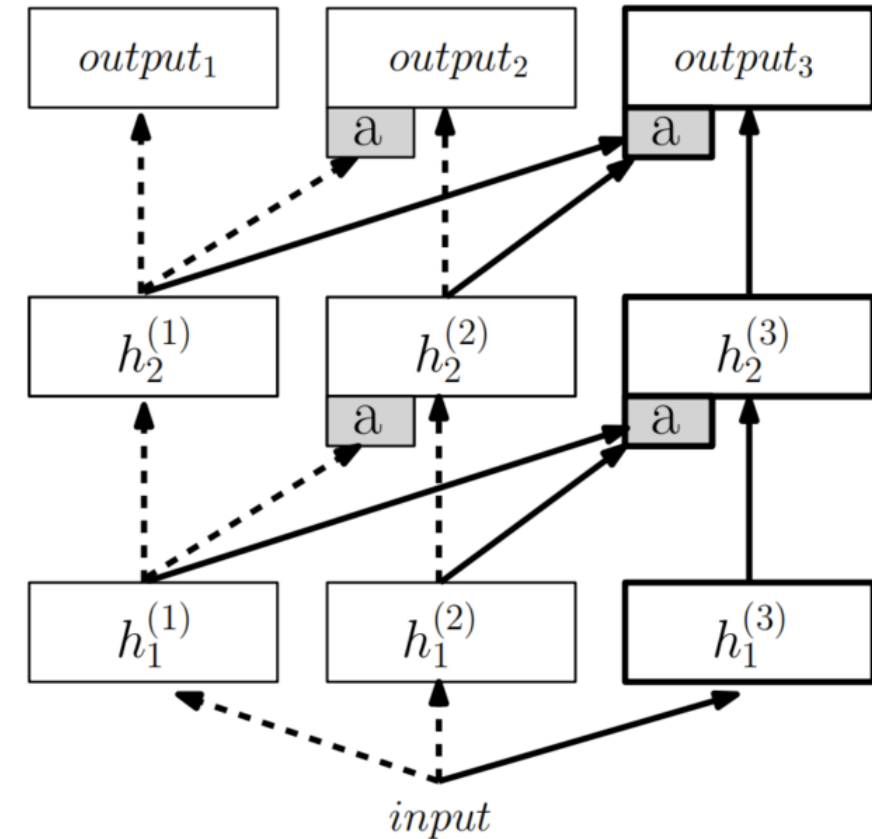 output₁ output₂ output₃
a a
h₂⁽¹⁾ h₂⁽²⁾ h₂⁽³⁾
a a
h₁⁽¹⁾ h₁⁽²⁾ h₁⁽³⁾
input